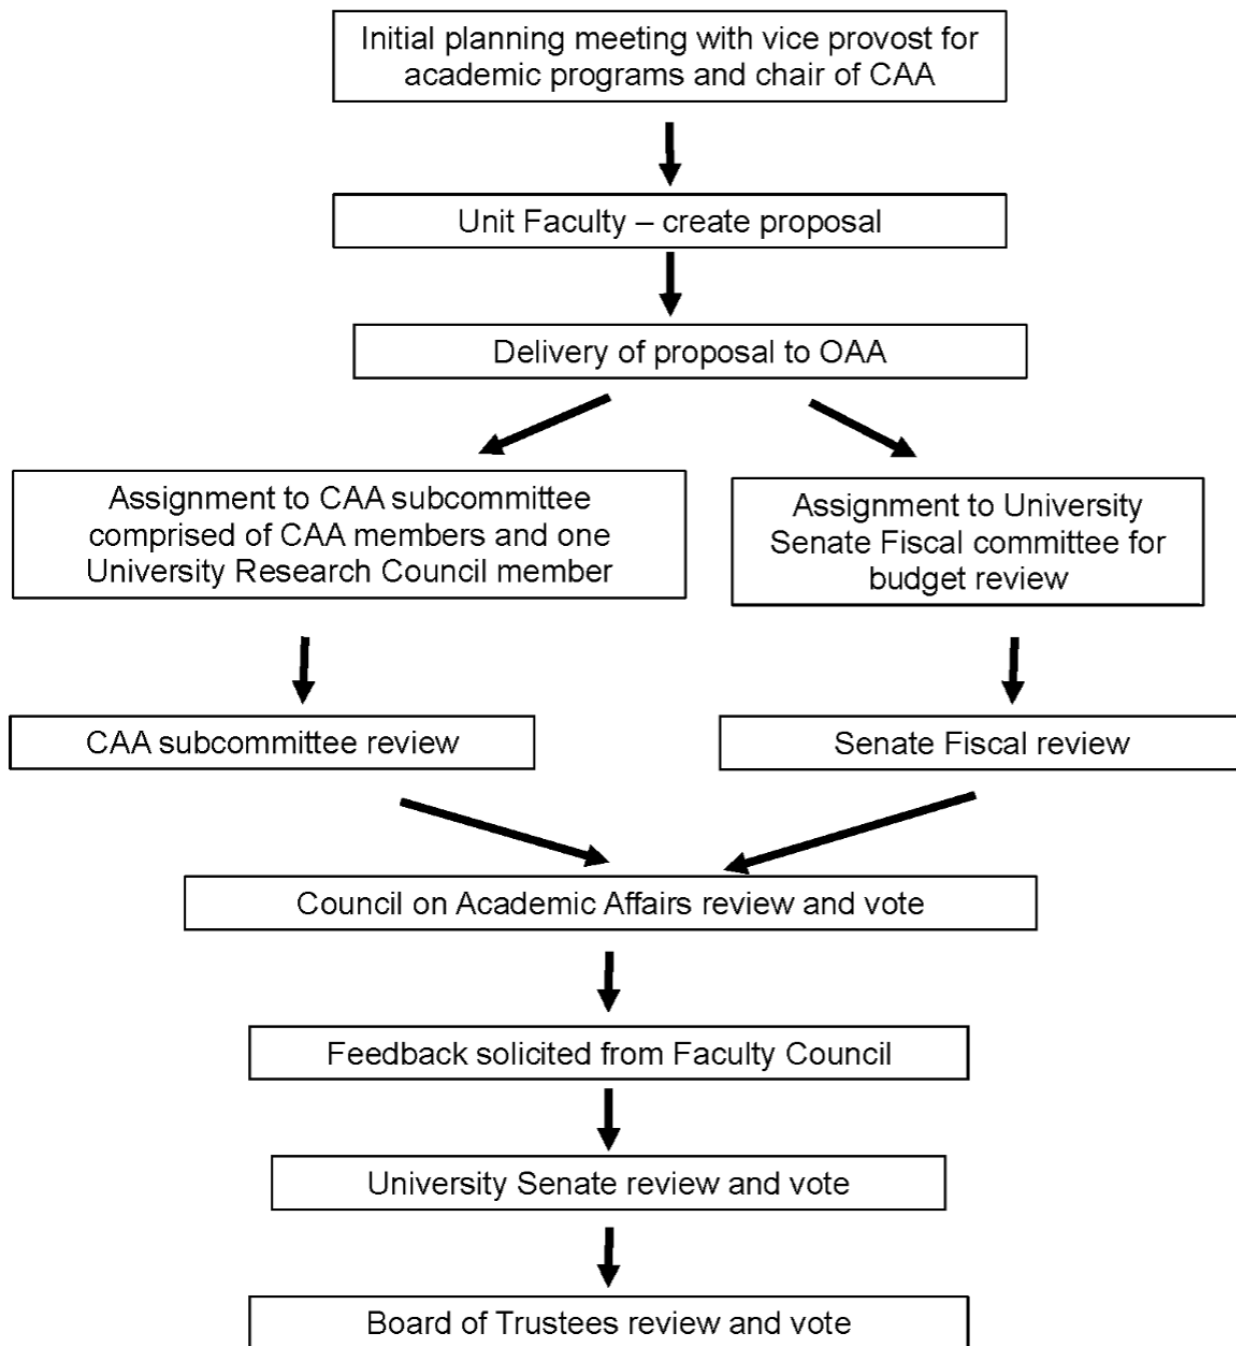 Initial planning meeting with vice provost for
academic programs and chair of CAA
Unit Faculty – create proposal
Delivery of proposal to OAA
Assignment to CAA subcommittee
comprised of CAA members and one
University Research Council member
Assignment to University
Senate Fiscal committee for
budget review
CAA subcommittee review
Senate Fiscal review
Council on Academic Affairs review and vote
Feedback solicited from Faculty Council
University Senate review and vote
Board of Trustees review and vote